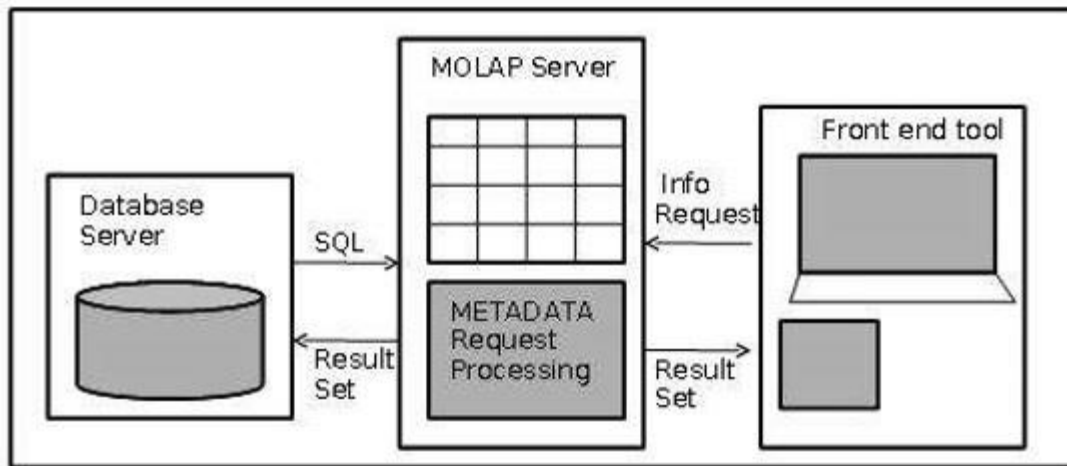 MOLAP Server
Front end tool
Database
Server
SQL
Info
Request
METADATA
Request
Processing
Result
Set
Result
Set